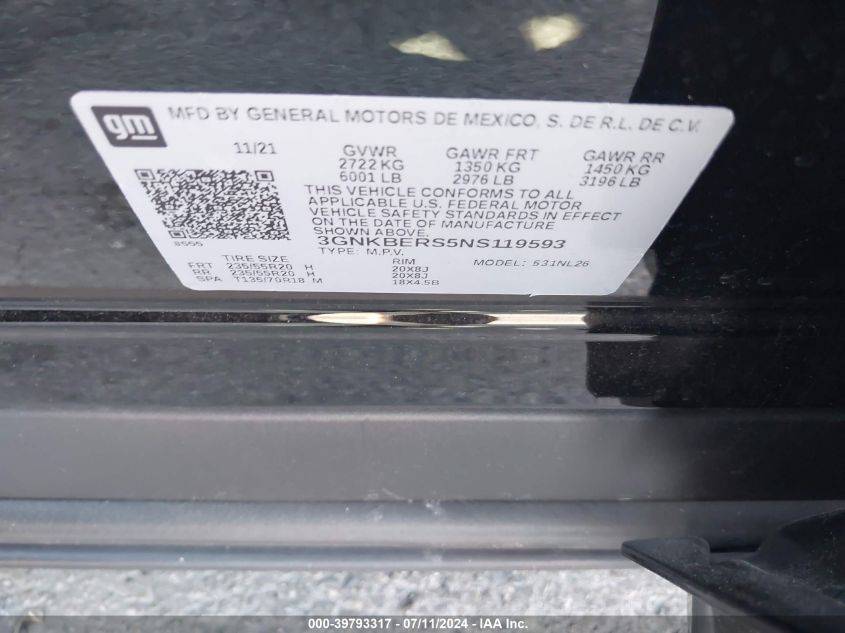 gm
MFD BY GENERAL MOTORS DE MEXICO, S. DE R.L. DE C.V.
11/21 GVWR GAWR FRT GAWR RR
2722 KG 1350 KG 1450 KG
6001 LB 2976 LB 3196 LB
THIS VEHICLE CONFORMS TO ALL
APPLICABLE U.S. FEDERAL MOTOR
VEHICLE SAFETY STANDARDS IN EFFECT
ON THE DATE OF MANUFACTURE
SHOWN ABOVE.
8555 3GNKBERS5NS119593
TYPE: M.P.V. MODEL: 531NL26
TIRE SIZE RIM
FRT 235/55R20 H 20X8J
RR 235/55R20 H 20X8J
SPA T135/70R18 M 18X4.5B
000-39793317 - 07/11/2024 - IAA Inc.